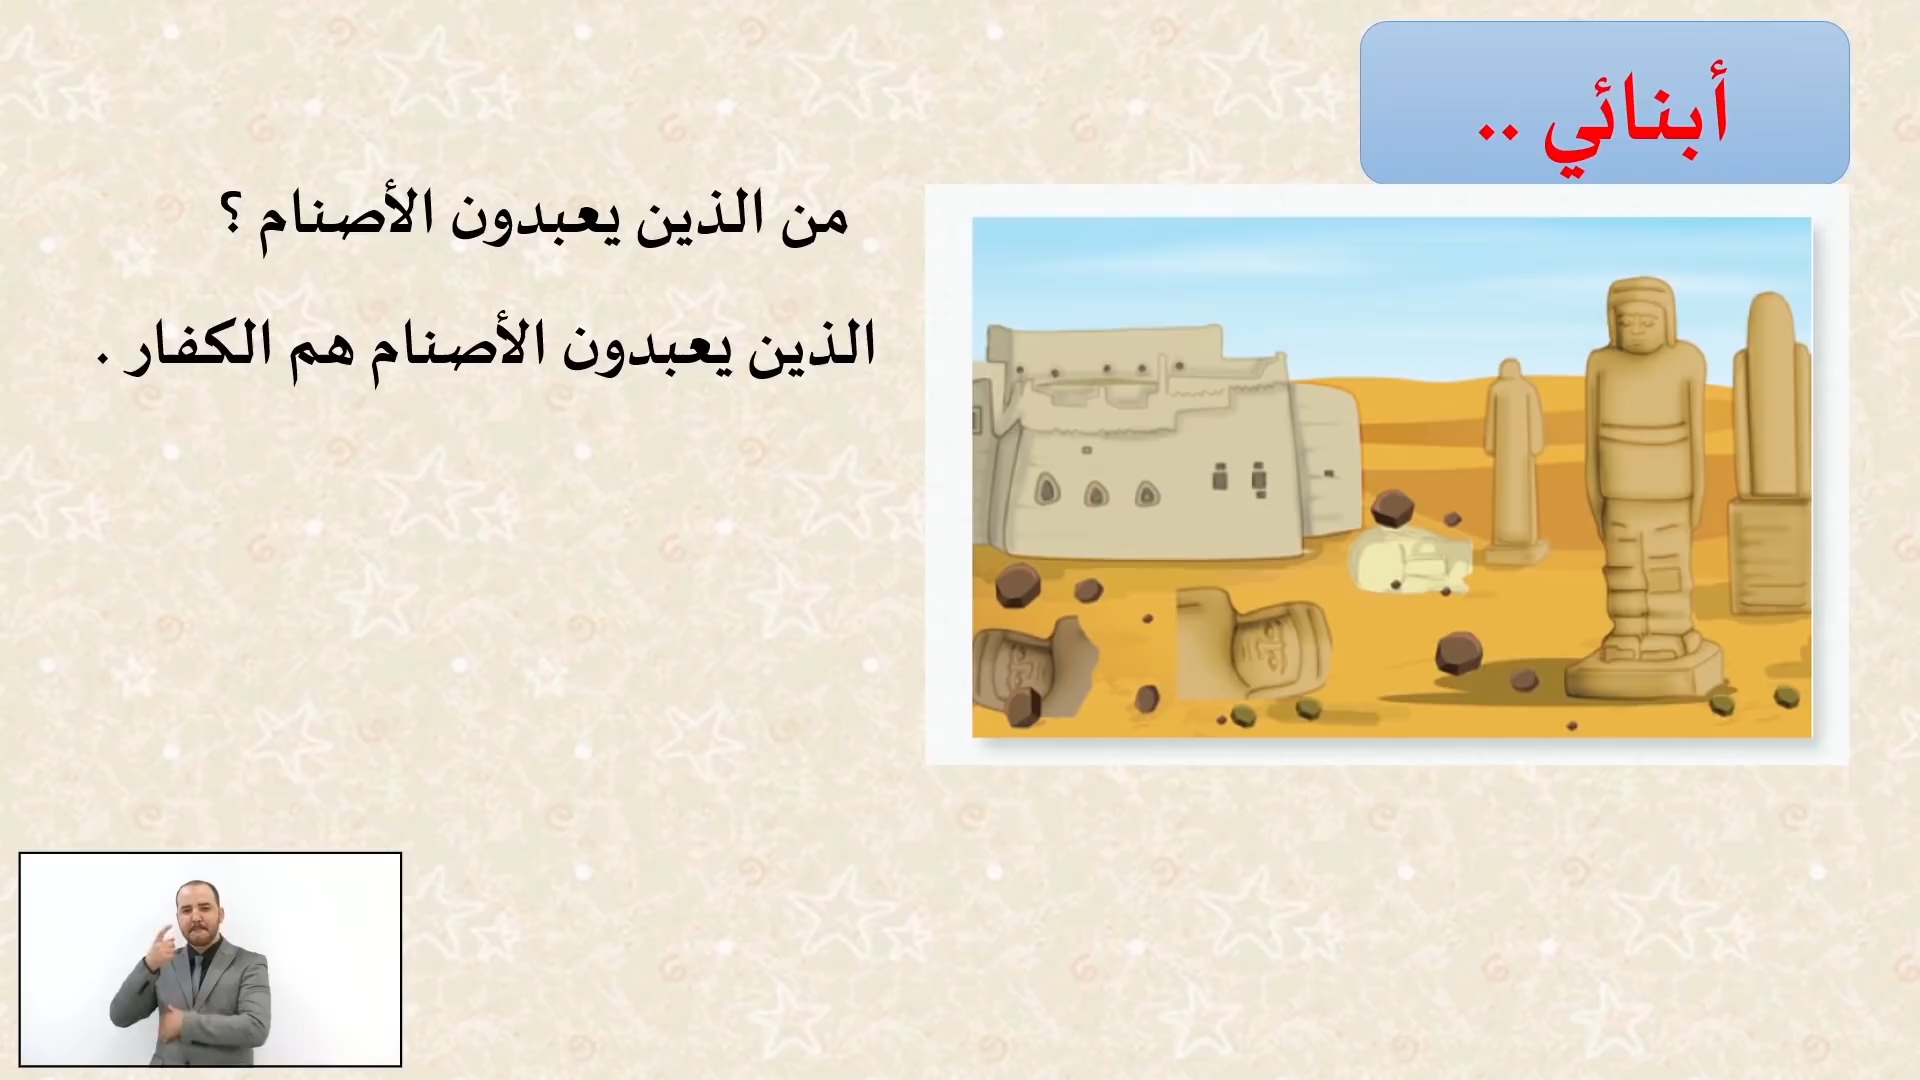 أبنائي ..
من الذين يعبدون الأصنام ؟
الذين يعبدون الأصنام هم الكفار .